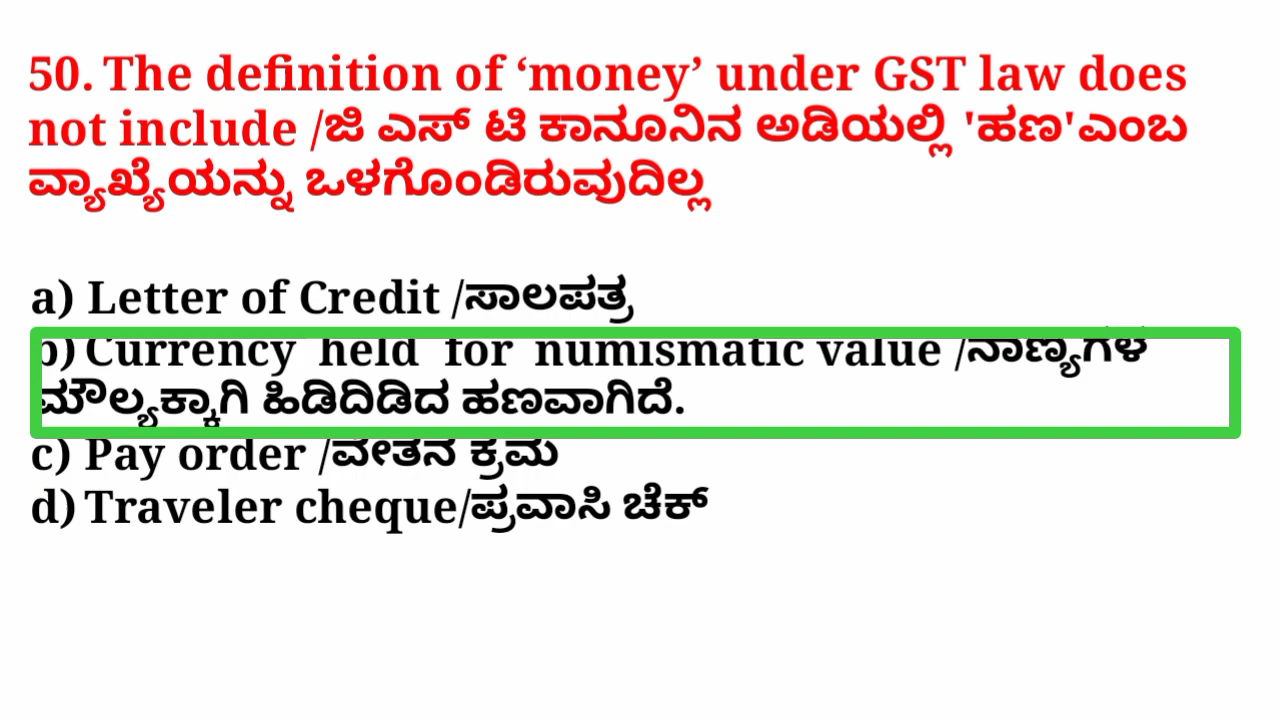 50. The definition of ‘money’ under GST law does
not include /ಜಿ ಎಸ್ ಟಿ ಕಾನೂನಿನ ಅಡಿಯಲ್ಲಿ 'ಹಣ'ಎಂಬ
ವ್ಯಾಖ್ಯೆಯನ್ನು ಒಳಗೊಂಡಿರುವುದಿಲ್ಲ
a) Letter of Credit /ಸಾಲಪತ್ರ
b) Currency held for numismatic value /ನಾಣ್ಯಗಳ
ಮೌಲ್ಯಕ್ಕಾಗಿ ಹಿಡಿದಿಡಿದ ಹಣವಾಗಿದೆ.
c) Pay order /ವೇತನ ಕ್ರಮ
d) Traveler cheque/ಪ್ರವಾಸಿ ಚೆಕ್